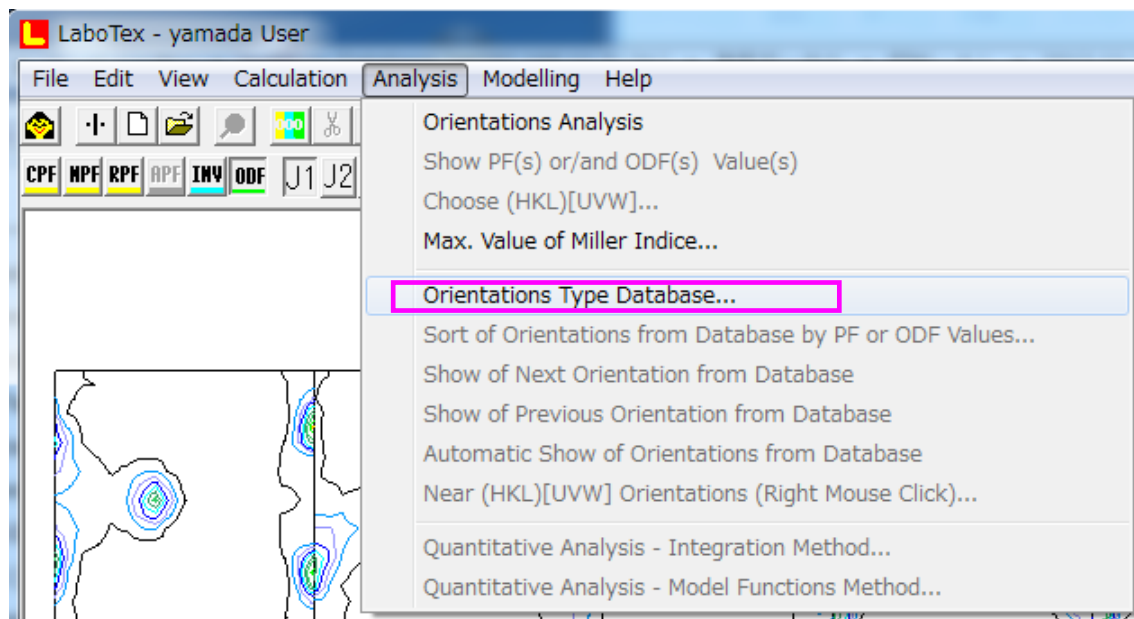 LaboTex - yamada User
File Edit View Calculation Analysis Modelling Help
CPF NPF RPF APF INV ODF J1 J2
Orientations Analysis
Show PF(s) or/and ODF(s) Value(s)
Choose (HKL)[UVW]...
Max. Value of Miller Indice...
Orientations Type Database...
Sort of Orientations from Database by PF or ODF Values...
Show of Next Orientation from Database
Show of Previous Orientation from Database
Automatic Show of Orientations from Database
Near (HKL)[UVW] Orientations (Right Mouse Click)...
Quantitative Analysis - Integration Method...
Quantitative Analysis - Model Functions Method...